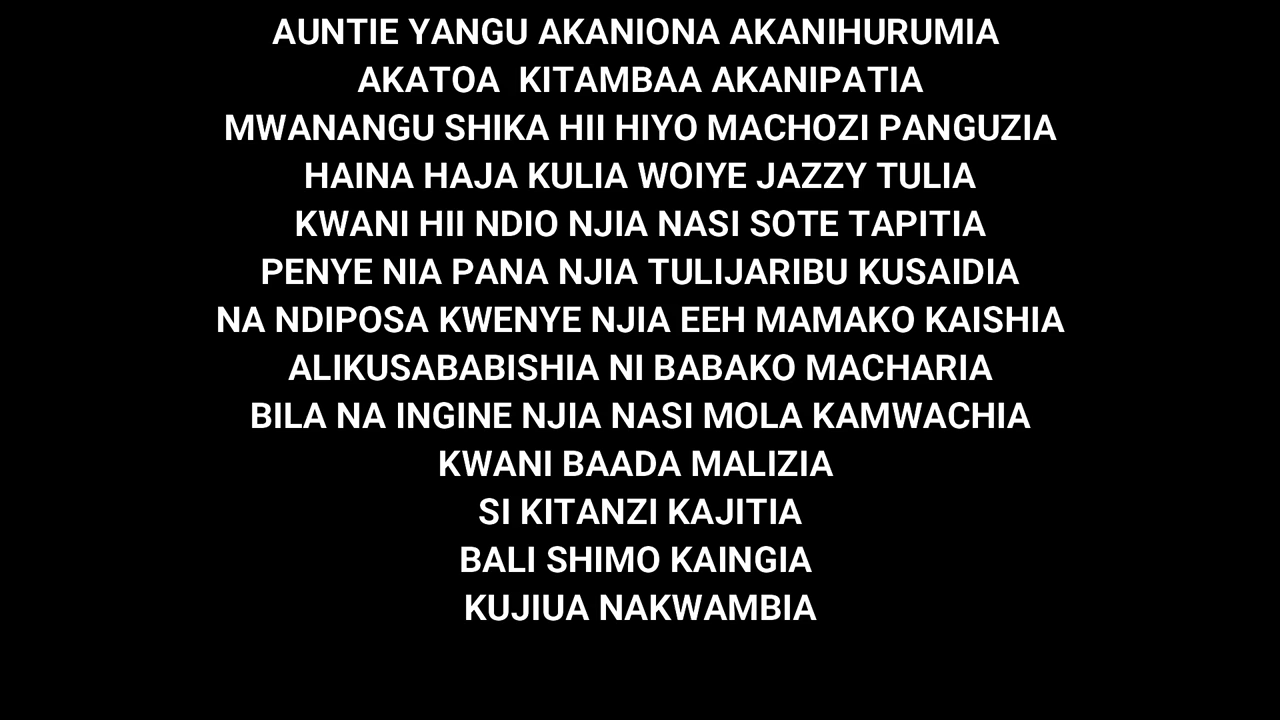 AUNTIE YANGU AKANIONA AKANIHURUMIA
AKATOA  KITAMBAA AKANIPATIA
MWANANGU SHIKA HII HIYO MACHOZI PANGUZIA
HAINA HAJA KULIA WOIYE JAZZY TULIA
KWANI HII NDIO NJIA NASI SOTE TAPITIA
PENYE NIA PANA NJIA TULIJARIBU KUSAIDIA
NA NDIPOSA KWENYE NJIA EEH MAMAKO KAISHIA
ALIKUSABABISHIA NI BABAKO MACHARIA
BILA NA INGINE NJIA NASI MOLA KAMWACHIA
KWANI BAADA MALIZIA
SI KITANZI KAJITIA
BALI SHIMO KAINGIA
KUJIUA NAKWAMBIA